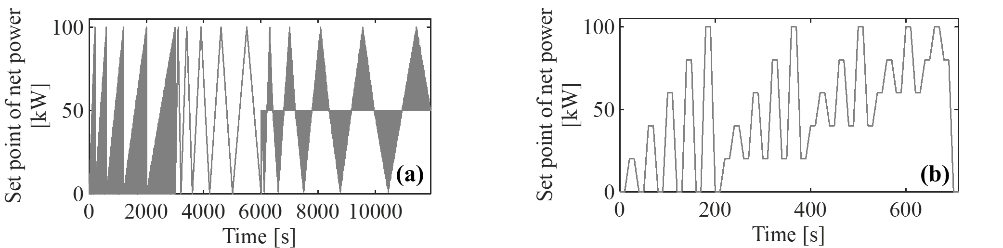 Set point of net power
[kW]
100
50
0
0 2000 4000 6000 8000 10000
Time [s]
(a)
Set point of net power
[kW]
100
50
0
0 200 400 600
Time [s]
(b)